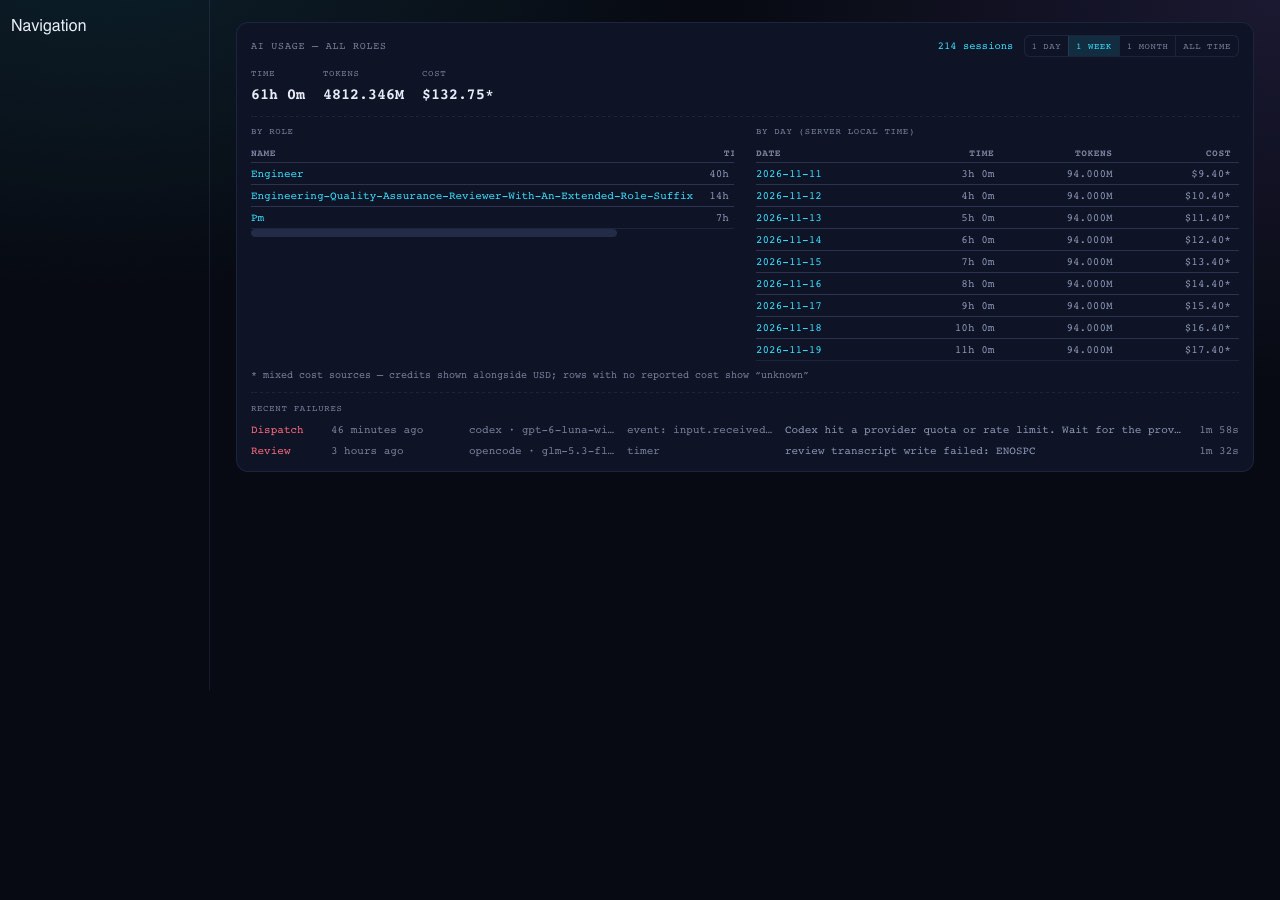 Navigation
AI USAGE — ALL ROLES
214 sessions
1 DAY
1 WEEK
1 MONTH
ALL TIME
TIME TOKENS COST
61h 0m 4812.346M $132.75*
BY ROLE
NAME TI
Engineer 40h
Engineering-Quality-Assurance-Reviewer-With-An-Extended-Role-Suffix 14h
Pm 7h
BY DAY (SERVER LOCAL TIME)
DATE TIME TOKENS COST
2026-11-11 3h 0m 94.000M $9.40*
2026-11-12 4h 0m 94.000M $10.40*
2026-11-13 5h 0m 94.000M $11.40*
2026-11-14 6h 0m 94.000M $12.40*
2026-11-15 7h 0m 94.000M $13.40*
2026-11-16 8h 0m 94.000M $14.40*
2026-11-17 9h 0m 94.000M $15.40*
2026-11-18 10h 0m 94.000M $16.40*
2026-11-19 11h 0m 94.000M $17.40*
* mixed cost sources — credits shown alongside USD; rows with no reported cost show “unknown”
RECENT FAILURES
Dispatch 46 minutes ago codex · gpt-6-luna-wi… event: input.received… Codex hit a provider quota or rate limit. Wait for the prov… 1m 58s
Review 3 hours ago opencode · glm-5.3-fl… timer review transcript write failed: ENOSPC 1m 32s